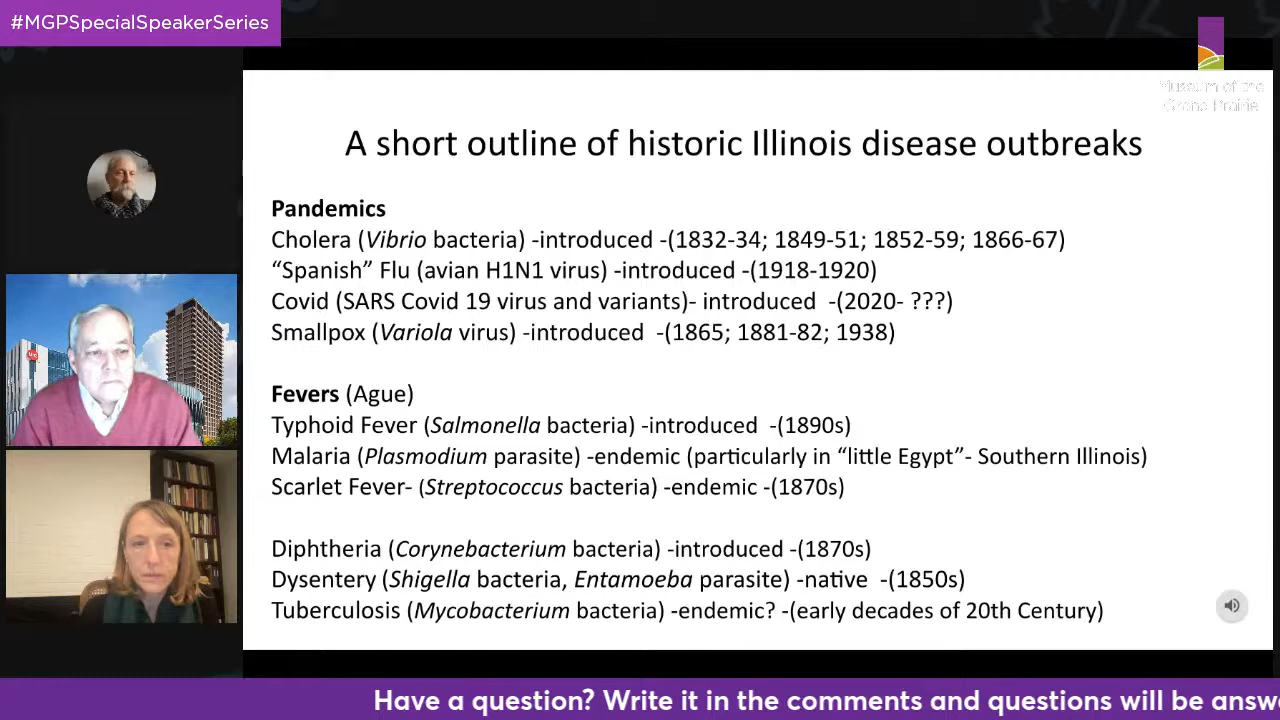 #MGPSpecialSpeakerSeries
Museum of the
Grand Prairie
A short outline of historic Illinois disease outbreaks
Pandemics
Cholera (Vibrio bacteria) -introduced -(1832-34; 1849-51; 1852-59; 1866-67)
“Spanish” Flu (avian H1N1 virus) -introduced -(1918-1920)
Covid (SARS Covid 19 virus and variants)- introduced -(2020- ???)
Smallpox (Variola virus) -introduced -(1865; 1881-82; 1938)
Fevers (Ague)
Typhoid Fever (Salmonella bacteria) -introduced -(1890s)
Malaria (Plasmodium parasite) -endemic (particularly in “little Egypt”- Southern Illinois)
Scarlet Fever- (Streptococcus bacteria) -endemic -(1870s)
Diphtheria (Corynebacterium bacteria) -introduced -(1870s)
Dysentery (Shigella bacteria, Entamoeba parasite) -native -(1850s)
Tuberculosis (Mycobacterium bacteria) -endemic? -(early decades of 20th Century)
Have a question? Write it in the comments and questions will be answ